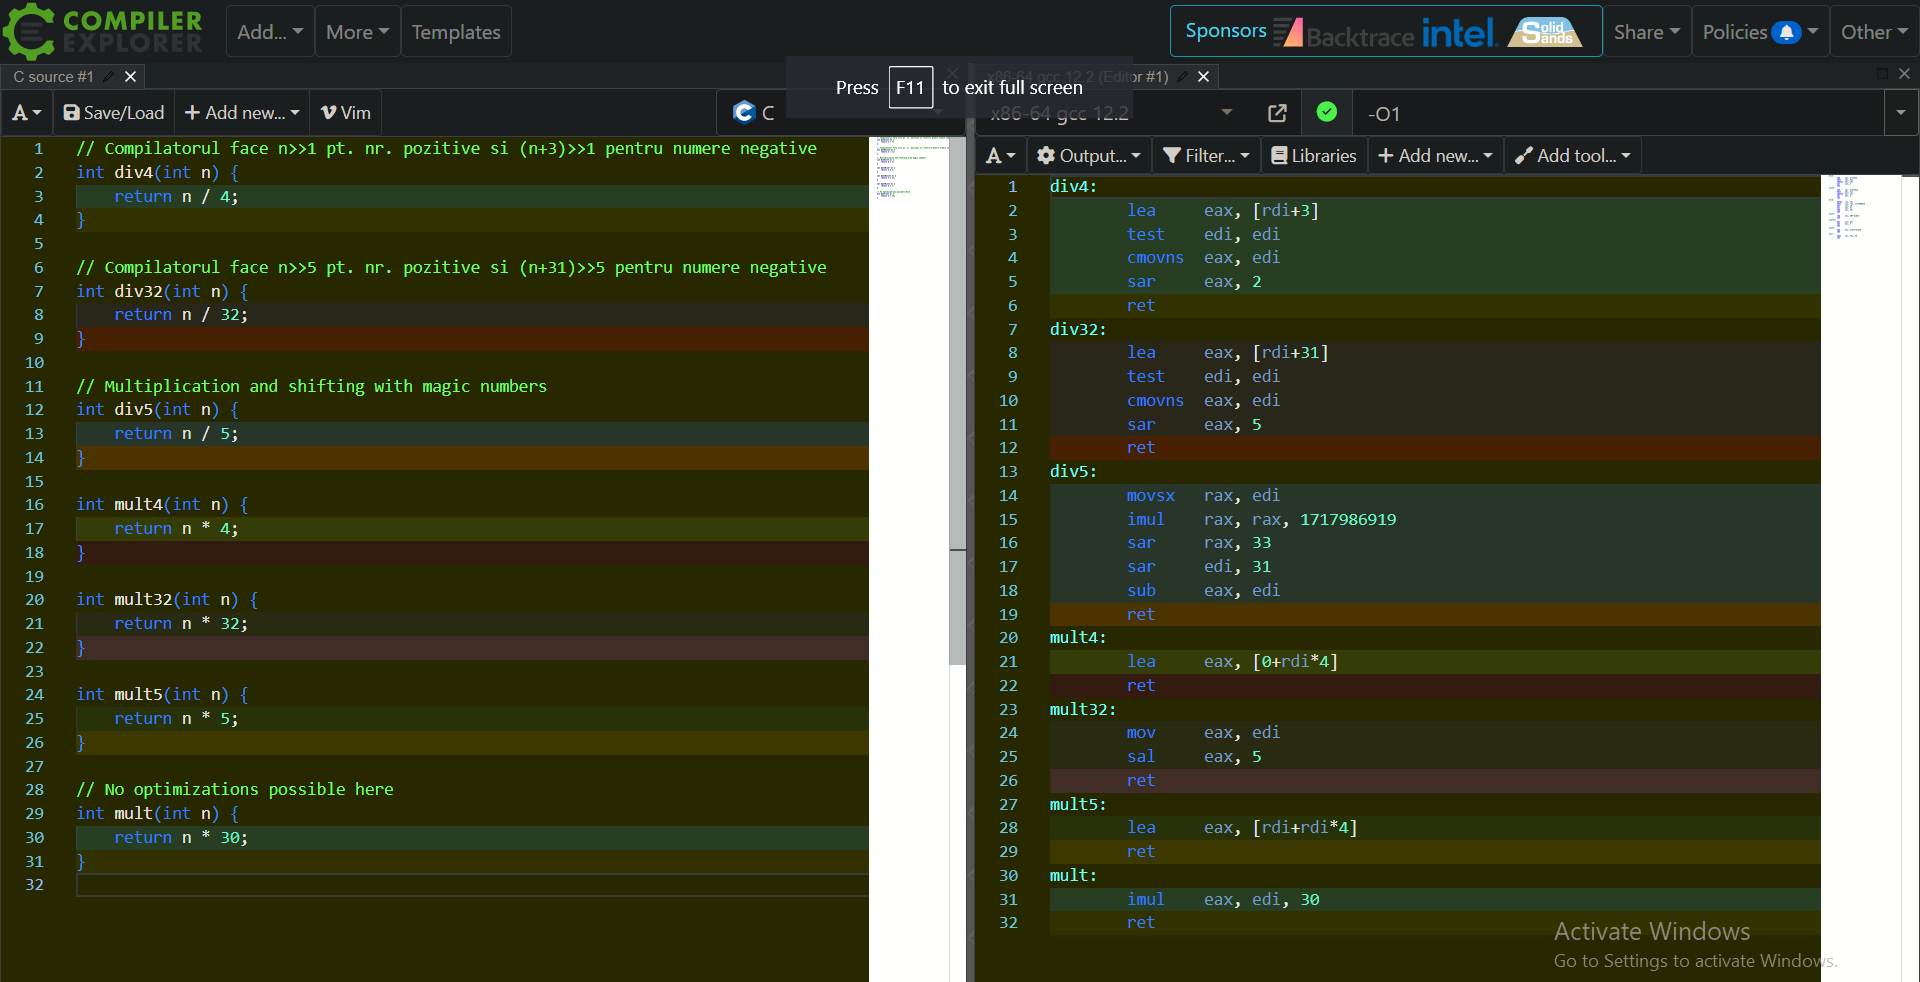 COMPILER
EXPLORER
Add...
More
Templates
Sponsors
Backtrace
intel.
Solid
Sands
Share
Policies
Other
C source #1
Press F11 to exit full screen
x86-64 gcc 12.2 (Editor #1)
A
Save/Load
Add new...
Vim
C
x86-64 gcc 12.2
-O1
A
Output...
Filter...
Libraries
Add new...
Add tool...
1 // Compilatorul face n>>1 pt. nr. pozitive si (n+3)>>1 pentru numere negative
2 int div4(int n) {
3 return n / 4;
4 }
5
6 // Compilatorul face n>>5 pt. nr. pozitive si (n+31)>>5 pentru numere negative
7 int div32(int n) {
8 return n / 32;
9 }
10
11 // Multiplication and shifting with magic numbers
12 int div5(int n) {
13 return n / 5;
14 }
15
16 int mult4(int n) {
17 return n * 4;
18 }
19
20 int mult32(int n) {
21 return n * 32;
22 }
23
24 int mult5(int n) {
25 return n * 5;
26 }
27
28 // No optimizations possible here
29 int mult(int n) {
30 return n * 30;
31 }
32
1 div4:
2 lea eax, [rdi+3]
3 test edi, edi
4 cmovns eax, edi
5 sar eax, 2
6 ret
7 div32:
8 lea eax, [rdi+31]
9 test edi, edi
10 cmovns eax, edi
11 sar eax, 5
12 ret
13 div5:
14 movsx rax, edi
15 imul rax, rax, 1717986919
16 sar rax, 33
17 sar edi, 31
18 sub eax, edi
19 ret
20 mult4:
21 lea eax, [0+rdi*4]
22 ret
23 mult32:
24 mov eax, edi
25 sal eax, 5
26 ret
27 mult5:
28 lea eax, [rdi+rdi*4]
29 ret
30 mult:
31 imul eax, edi, 30
32 ret
Activate Windows
Go to Settings to activate Windows.